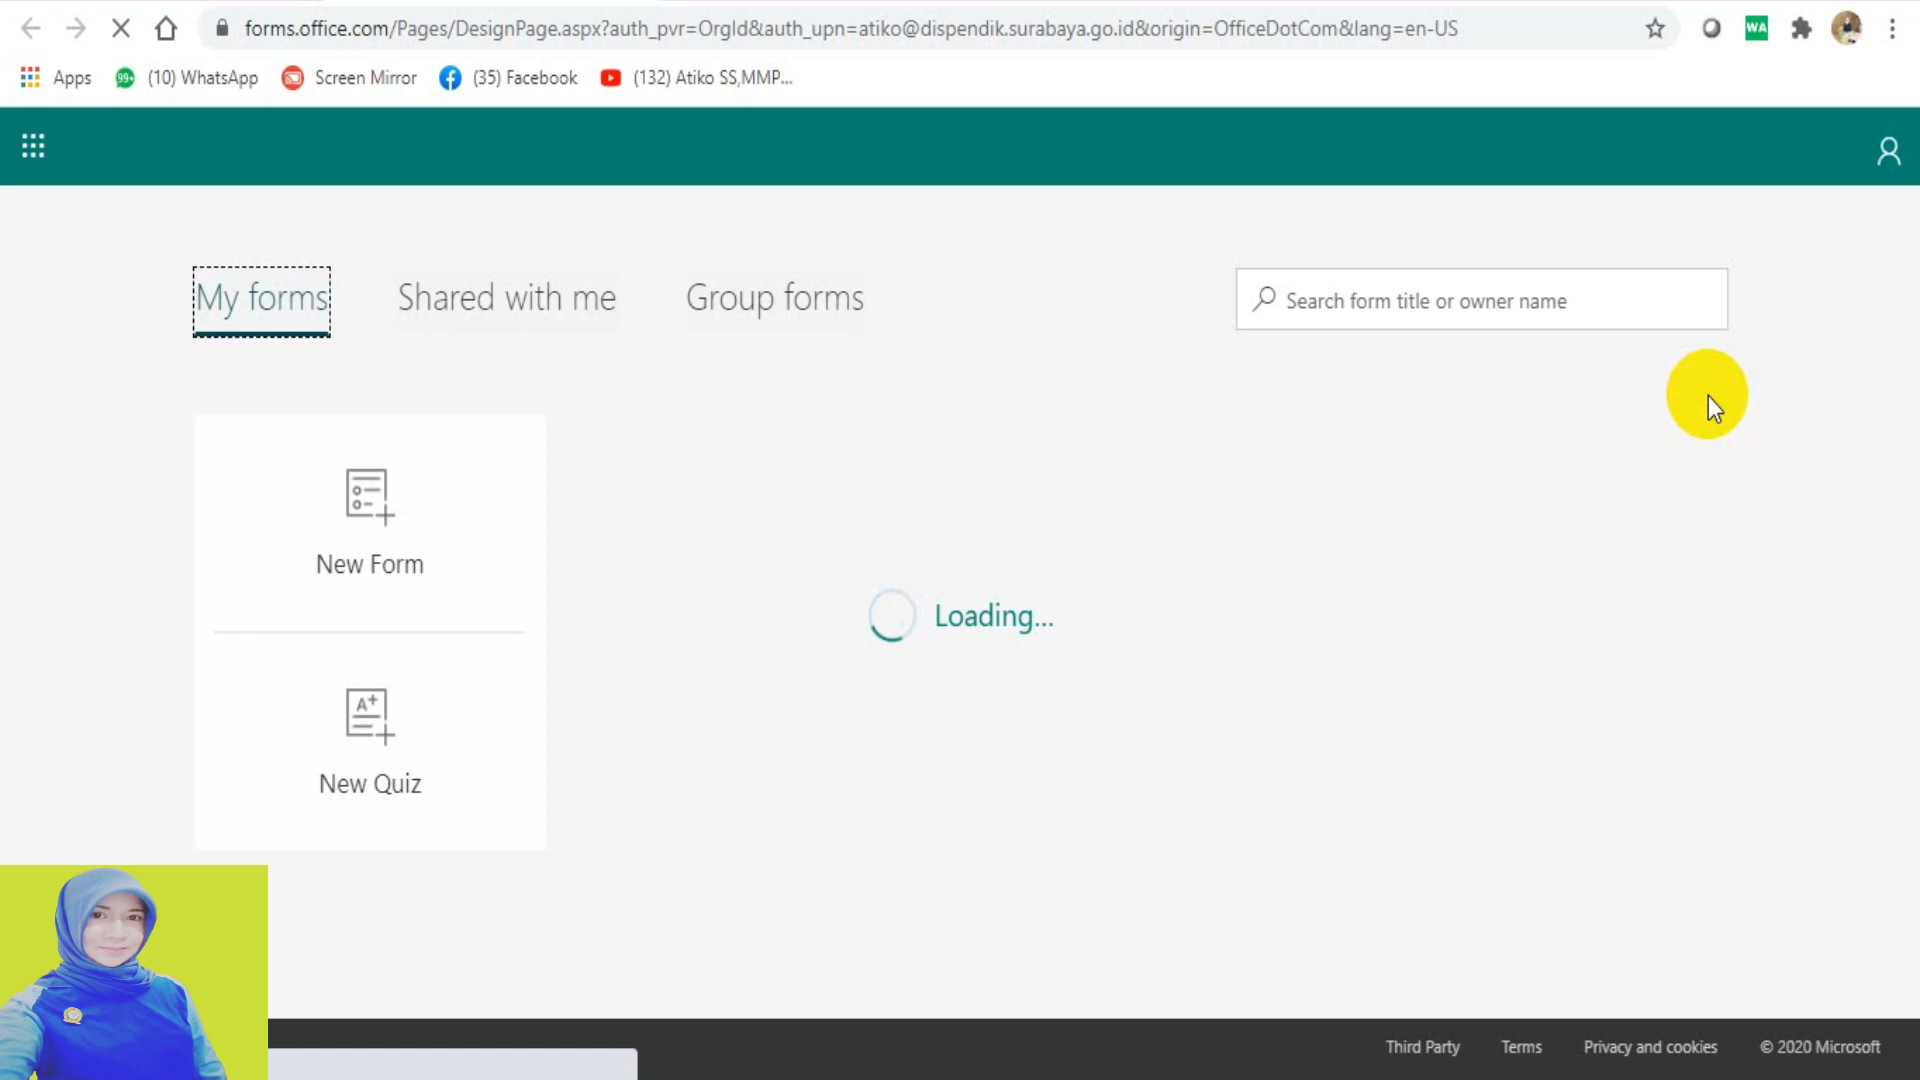 forms.office.com/Pages/DesignPage.aspx?auth_pvr=OrgId&auth_upn=atiko@dispendik.surabaya.go.id&origin=OfficeDotCom&lang=en-US
WA
Apps
99+ (10) WhatsApp
Screen Mirror
(35) Facebook
(132) Atiko SS,MMP...
My forms
Shared with me
Group forms
Search form title or owner name
New Form
Loading...
A+
New Quiz
Third Party
Terms
Privacy and cookies
© 2020 Microsoft